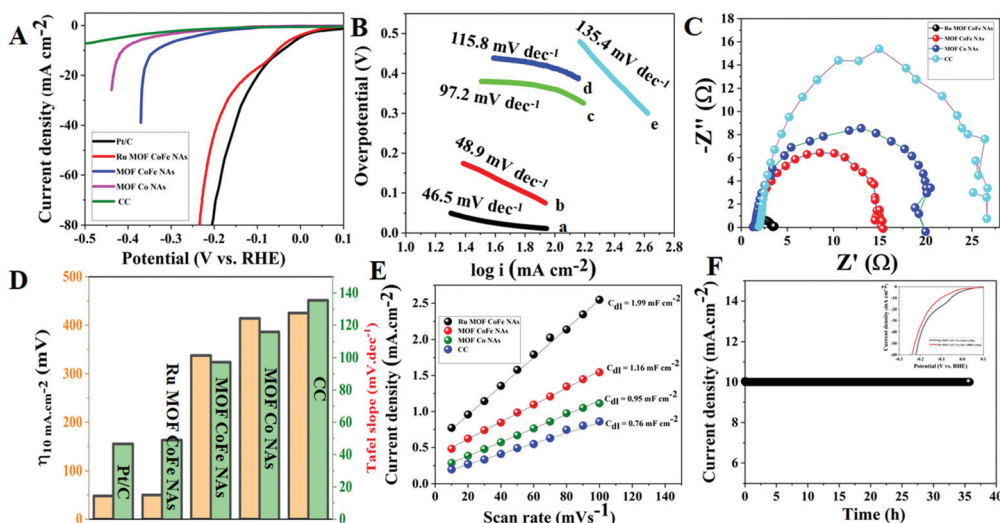 A
Current density (mA cm⁻²)
0
-20
-40
-60
-80
Pt/C
Ru MOF CoFe NAs
MOF CoFe NAs
MOF Co NAs
CC
-0.5
-0.4
-0.3
-0.2
-0.1
-0.0
0.1
Potential (V vs. RHE)
B
Overpotential (V)
0.5
0.4
0.3
0.2
0.1
0.0
115.8 mV dec⁻¹
135.4 mV dec⁻¹
97.2 mV dec⁻¹
48.9 mV dec⁻¹
46.5 mV dec⁻¹
d
c
e
b
a
1.0
1.2
1.4
1.6
1.8
2.0
2.2
2.4
2.6
2.8
log i (mA cm⁻²)
C
-Z'' (Ω)
18
16
14
12
10
8
6
4
2
0
Ru MOF CoFe NAs
MOF CoFe NAs
MOF Co NAs
CC
0
5
10
15
20
25
Z' (Ω)
D
η10 mA.cm⁻² (mV)
500
400
300
200
100
0
Pt/C
Ru MOF CoFe NAs
MOF CoFe NAs
MOF Co NAs
CC
140
120
100
80
60
40
20
0
Tafel slope (mV.dec⁻¹)
E
Current density (mA.cm⁻²)
2.5
2.0
1.5
1.0
0.5
0.0
Ru MOF CoFe NAs
MOF CoFe NAs
MOF Co NAs
CC
Cdl = 1.99 mF cm⁻²
Cdl = 1.16 mF cm⁻²
Cdl = 0.95 mF cm⁻²
Cdl = 0.76 mF cm⁻²
0
20
40
60
80
100
Scan rate (mVs⁻¹)
F
Current density (mA.cm⁻²)
14
12
10
8
6
0
5
10
15
20
25
30
35
40
Time (h)
Current density (mA cm⁻²)
Potential (V vs. RHE)